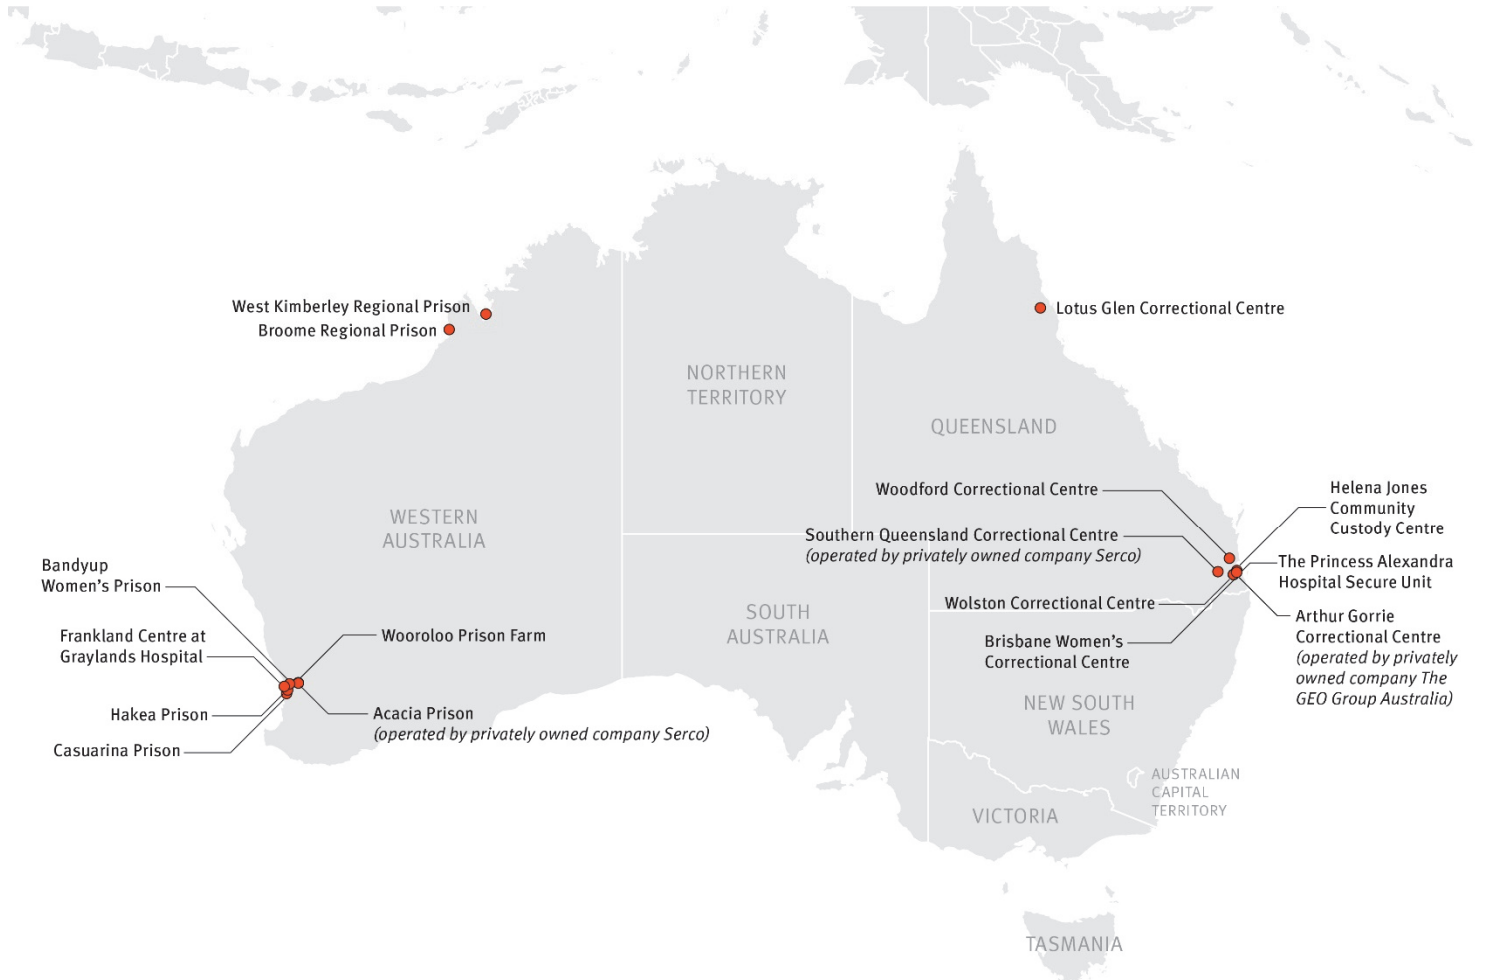 West Kimberley Regional Prison
Broome Regional Prison
Lotus Glen Correctional Centre
NORTHERN
TERRITORY
QUEENSLAND
Woodford Correctional Centre
Helena Jones
Community
Custody Centre
WESTERN
AUSTRALIA
Southern Queensland Correctional Centre
(operated by privately owned company Serco)
The Princess Alexandra
Hospital Secure Unit
Bandyup
Women’s Prison
Wolston Correctional Centre
SOUTH
AUSTRALIA
Arthur Gorrie
Correctional Centre
(operated by privately
owned company The
GEO Group Australia)
Frankland Centre at
Graylands Hospital
Wooroloo Prison Farm
Brisbane Women’s
Correctional Centre
Hakea Prison
Acacia Prison
(operated by privately owned company Serco)
NEW SOUTH
WALES
Casuarina Prison
AUSTRALIAN
CAPITAL
TERRITORY
VICTORIA
TASMANIA